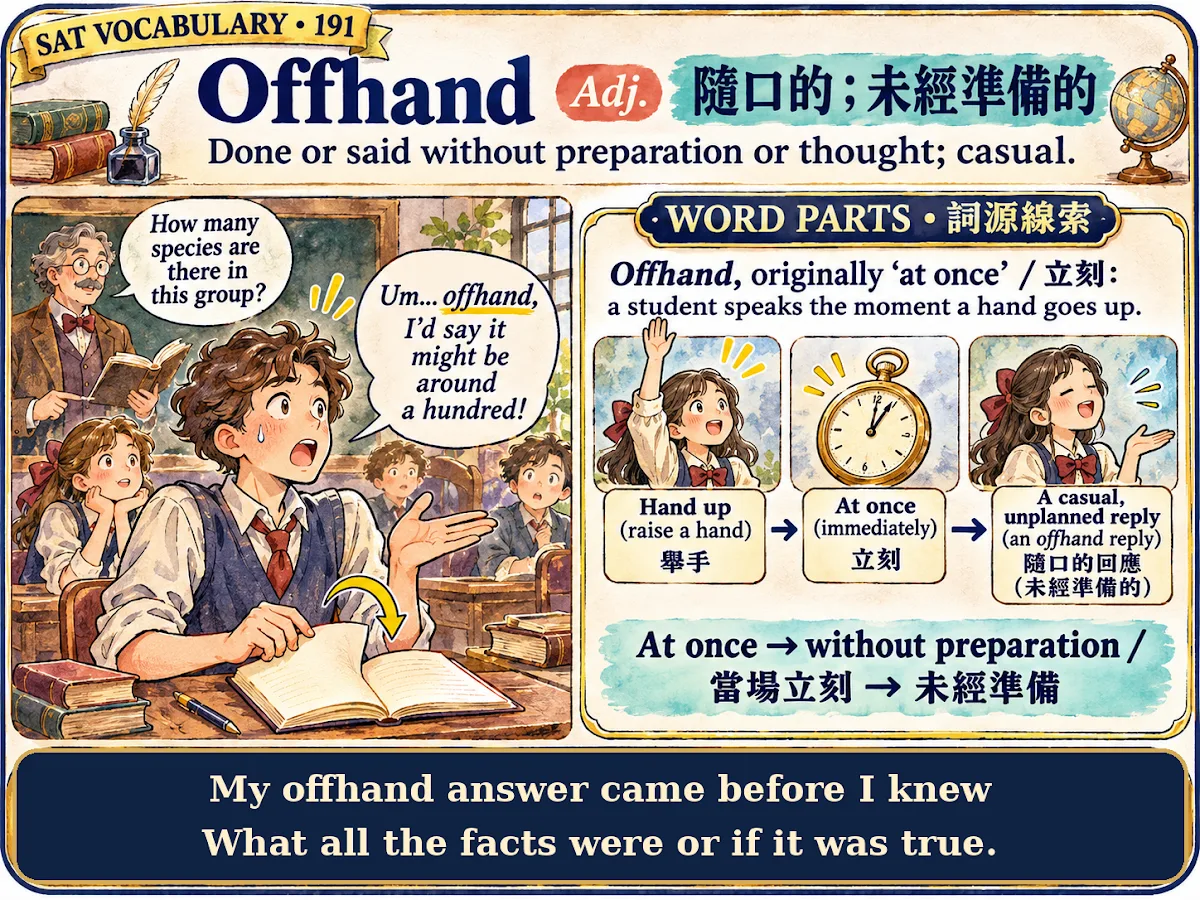 SAT VOCABULARY • 191
Offhand
Adj.
隨口的；未經準備的
Done or said without preparation or thought; casual.
How many
species are
there in
this group?
Um... offhand,
I'd say it
might be
around
a hundred!
WORD PARTS • 詞源線索
Offhand, originally ‘at once’ / 立刻：
a student speaks the moment a hand goes up.
Hand up
(raise a hand)
舉手
At once
(immediately)
立刻
A casual,
unplanned reply
(an offhand reply)
隨口的回應
(未經準備的)
At once → without preparation /
當場立刻 → 未經準備
My offhand answer came before I knew
What all the facts were or if it was true.